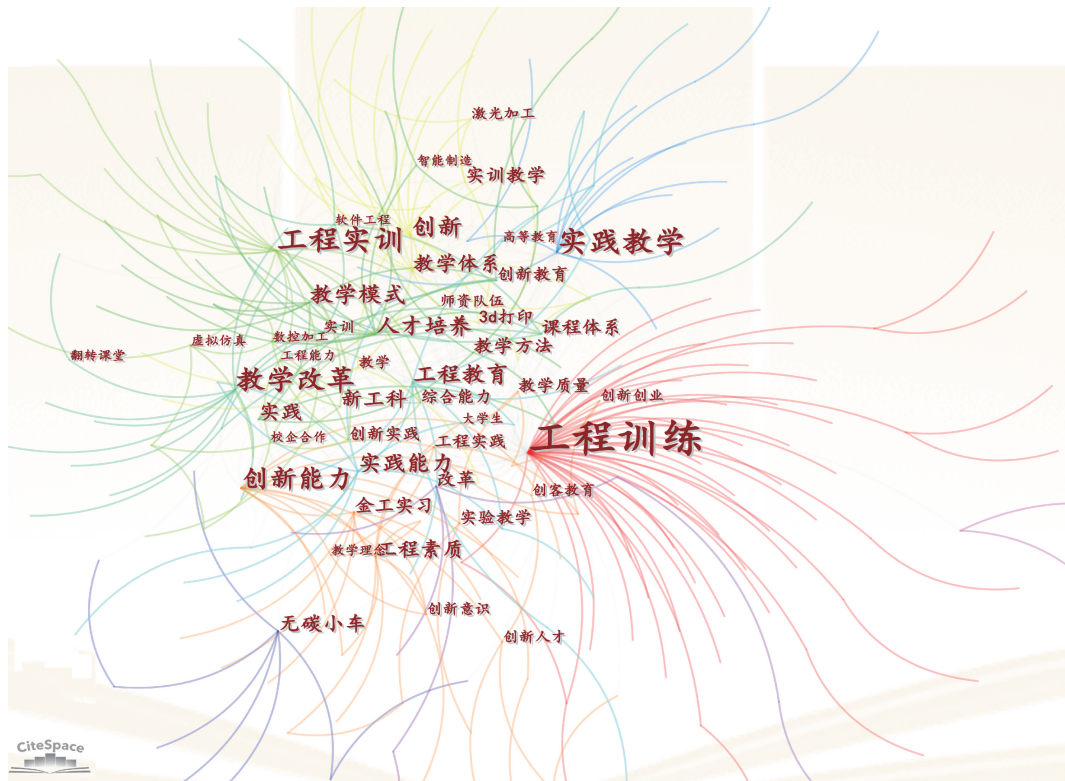 激光加工
智能制造
实训教学
软件工程
创新
工程实训
高等教育
实践教学
教学体系
创新教育
教学模式
师资队伍
3d打印
实训
人才培养
课程体系
虚拟仿真
数控加工
教学方法
翻转课堂
工程能力
教学
教学改革
工程教育
教学质量
新工科
综合能力
创新创业
实践
大学生
校企合作
创新实践
工程实践
工程训练
实践能力
创新能力
改革
创客教育
金工实习
实验教学
教学理念
工程素质
创新意识
无碳小车
创新人才
CiteSpace